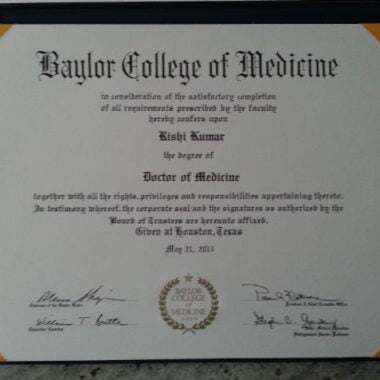 Baylor College of Medicine
in consideration of the satisfactory completion
of all requirements prescribed by the faculty
hereby confers upon
Rishi Kumar
the degree of
Doctor of Medicine
together with all the rights, privileges and responsibilities appertaining thereto.
In testimony whereof, the corporate seal and the signatures as authorized by the
Board of Trustees are hereunto affixed.
Given at Houston, Texas
May 21, 2013
BAYLOR
COLLEGE
OF
MEDICINE